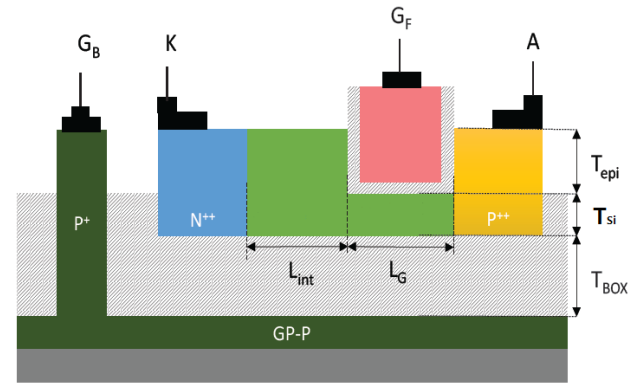 G_B K G_F A
T_epi
P⁺ N⁺⁺ P⁺⁺ T_si
L_int L_G T_BOX
GP-P